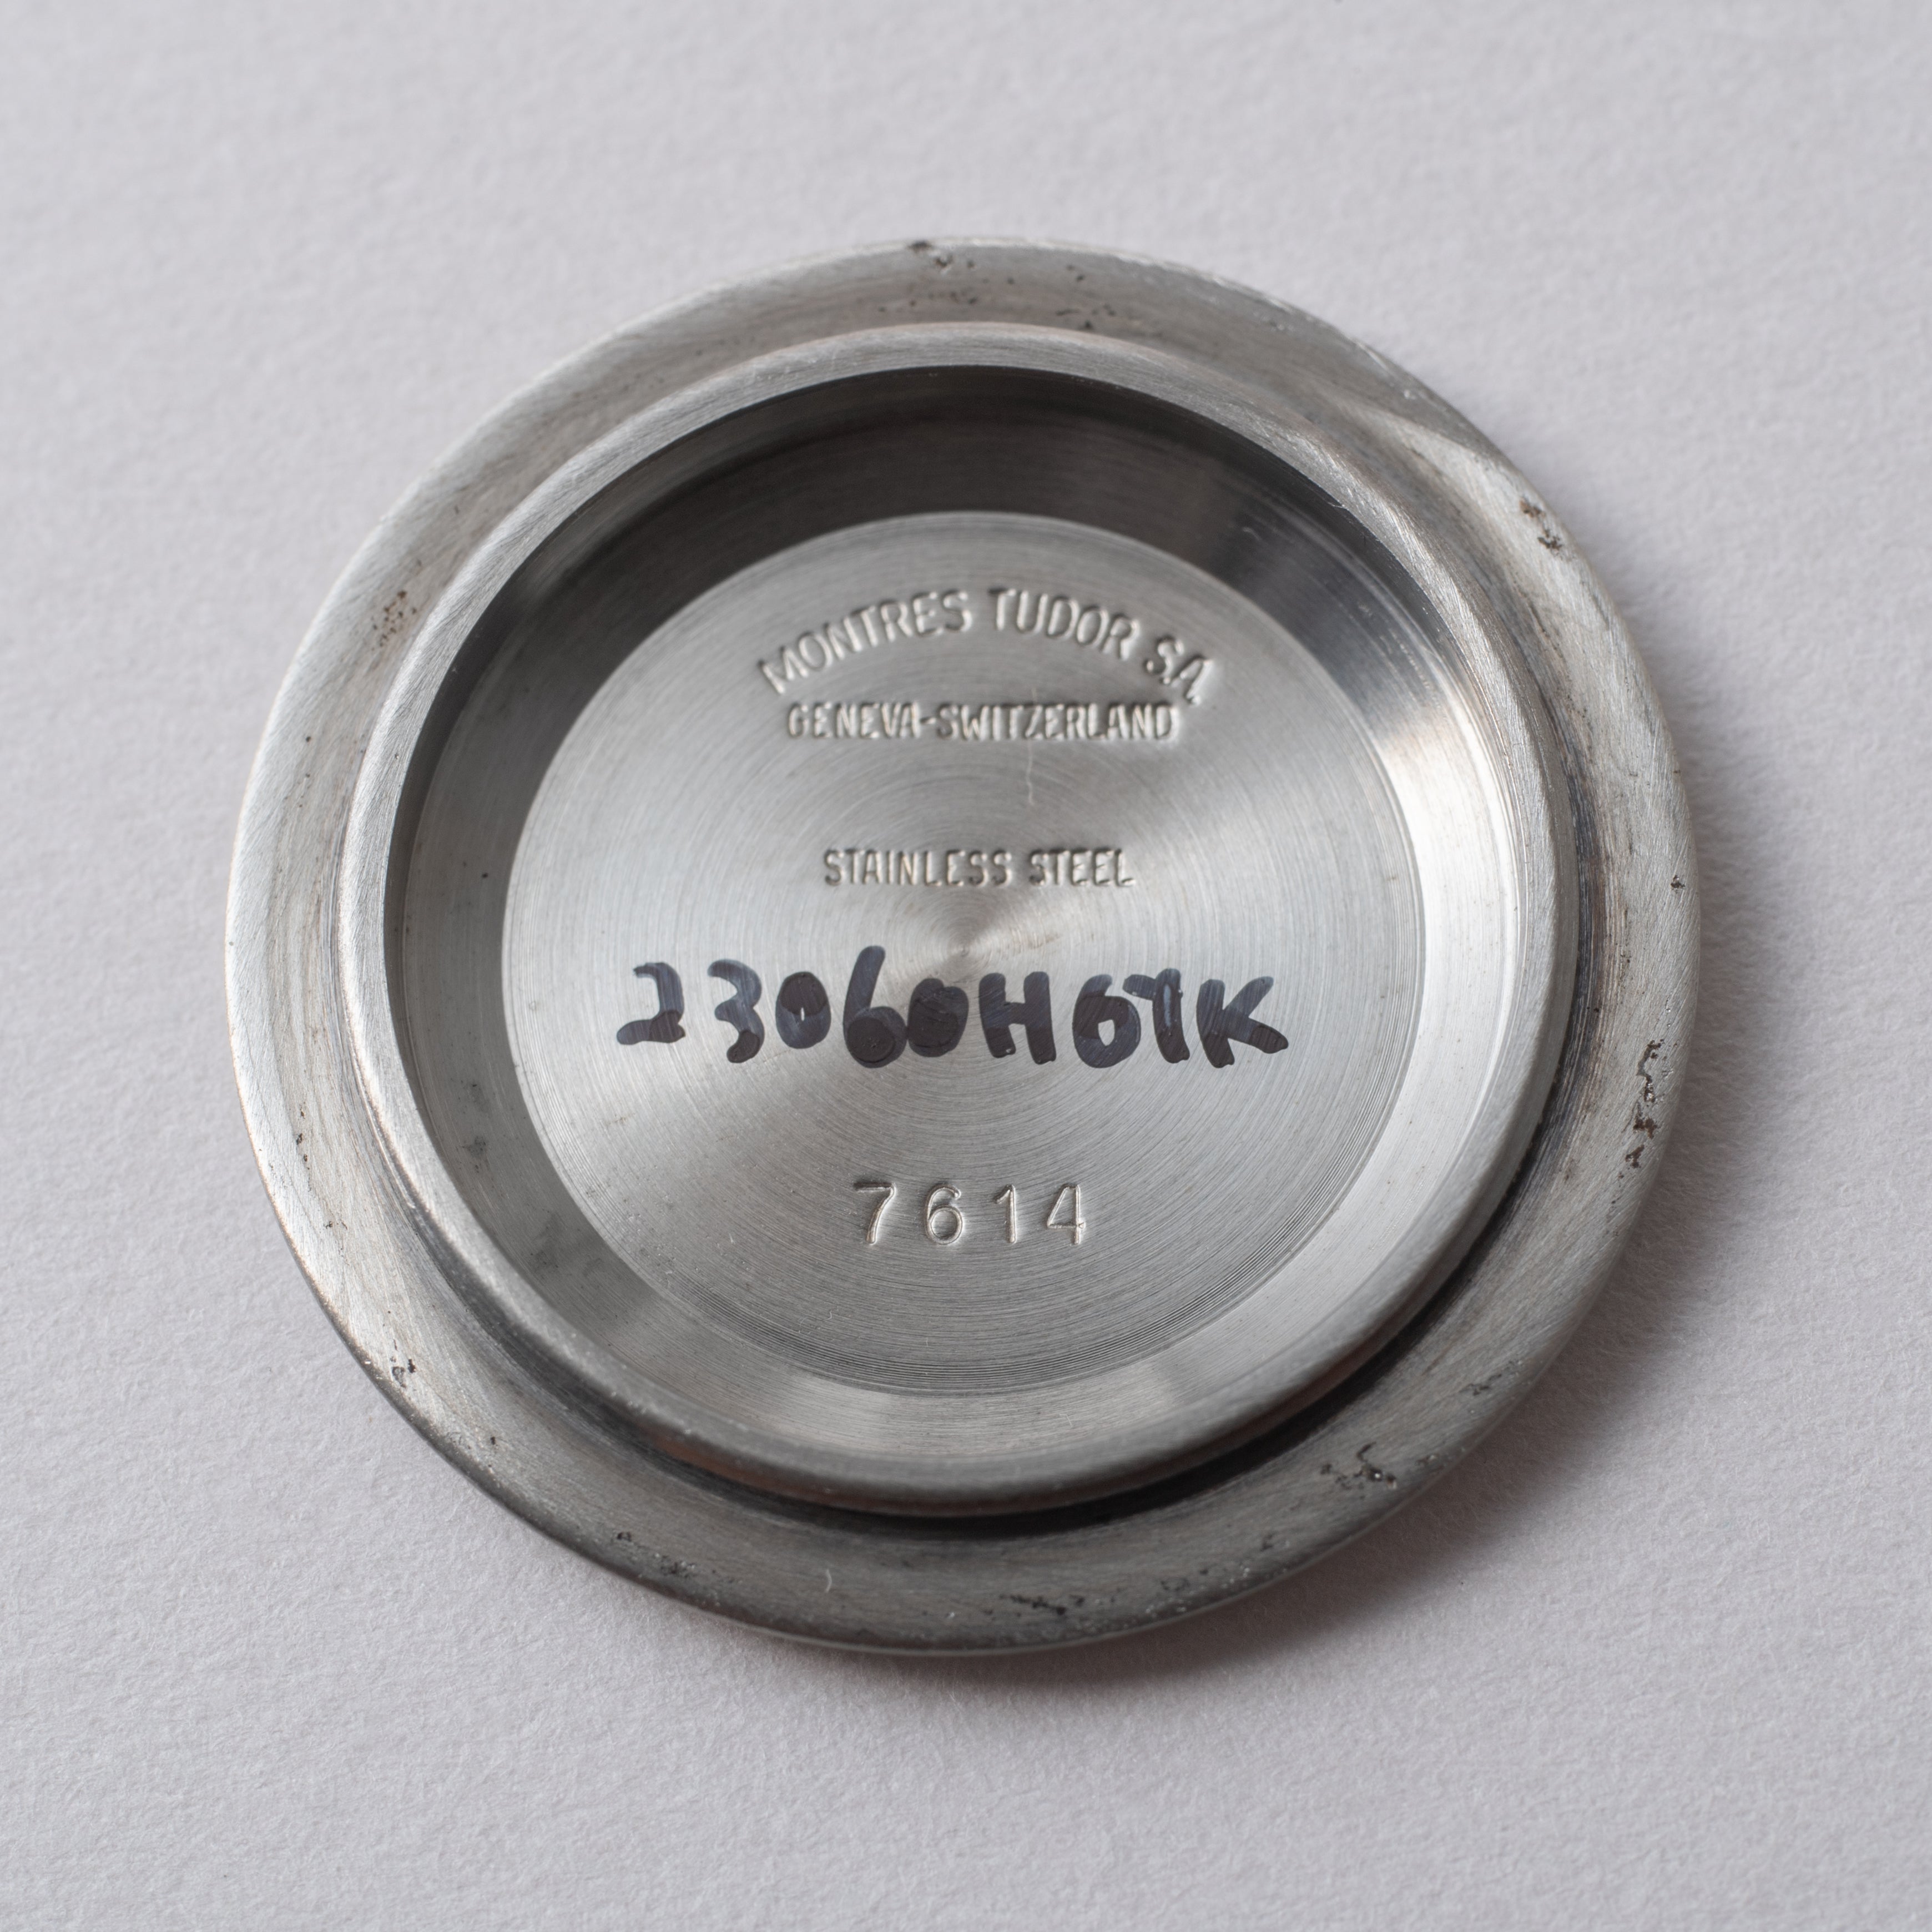 MONTRES TUDOR S.A.
GENEVA-SWITZERLAND
STAINLESS STEEL
23060H07K
7614